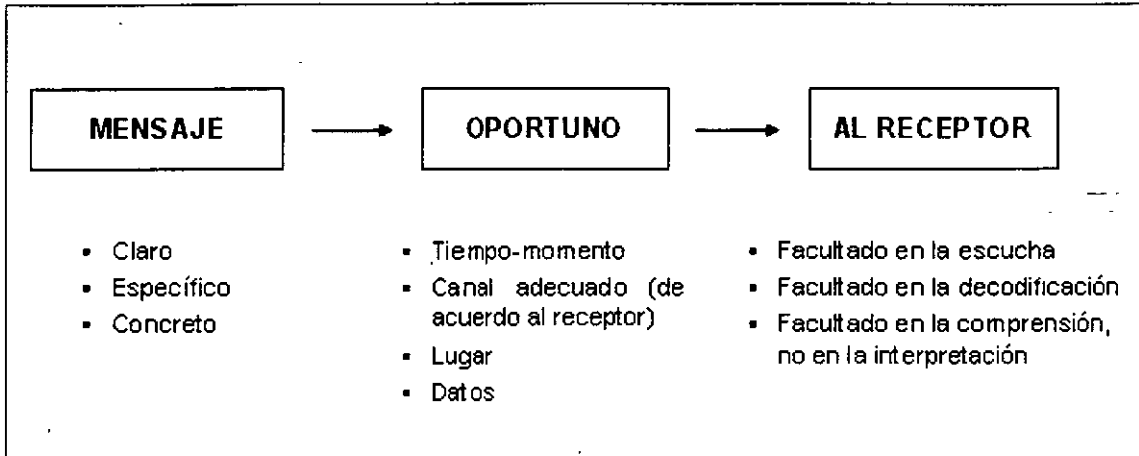 MENSAJE
OPORTUNO
AL RECEPTOR
▪ Claro
▪ Específico
▪ Concreto
▪ Tiempo-momento
▪ Canal adecuado (de
acuerdo al receptor)
▪ Lugar
▪ Datos
▪ Facultado en la escucha
▪ Facultado en la decodificación
▪ Facultado en la comprensión,
no en la interpretación